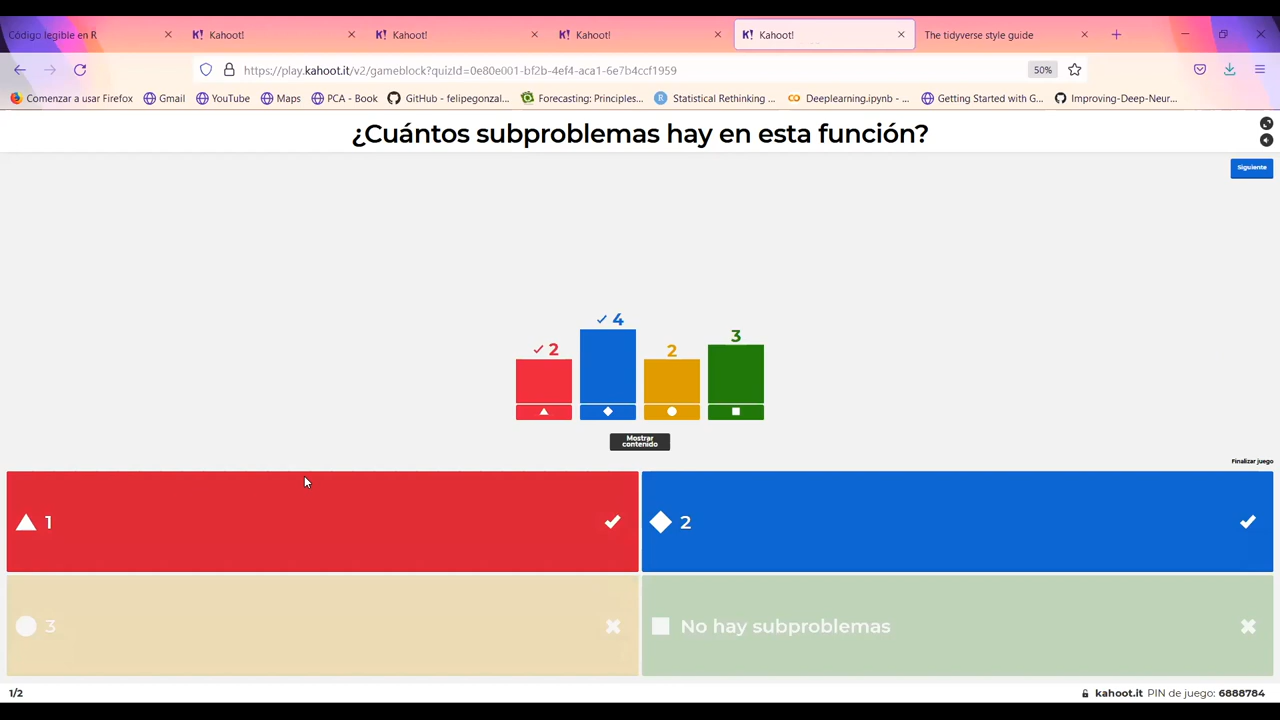 Código legible en R
K! Kahoot!
K! Kahoot!
K! Kahoot!
K! Kahoot!
The tidyverse style guide
https://play.kahoot.it/v2/gameblock?quizId=0e80e001-bf2b-4ef4-aca1-6e7b4ccf1959
50%
Comenzar a usar Firefox
Gmail
YouTube
Maps
PCA - Book
GitHub - felipegonzal...
Forecasting: Principles...
R Statistical Rethinking ...
Deeplearning.ipynb - ...
Getting Started with G...
Improving-Deep-Neur...
¿Cuántos subproblemas hay en esta función?
Siguiente
2
4
2
3
Mostrar
contenido
Finalizar juego
1
2
3
No hay subproblemas
1/2
kahoot.it PIN de juego: 6888784